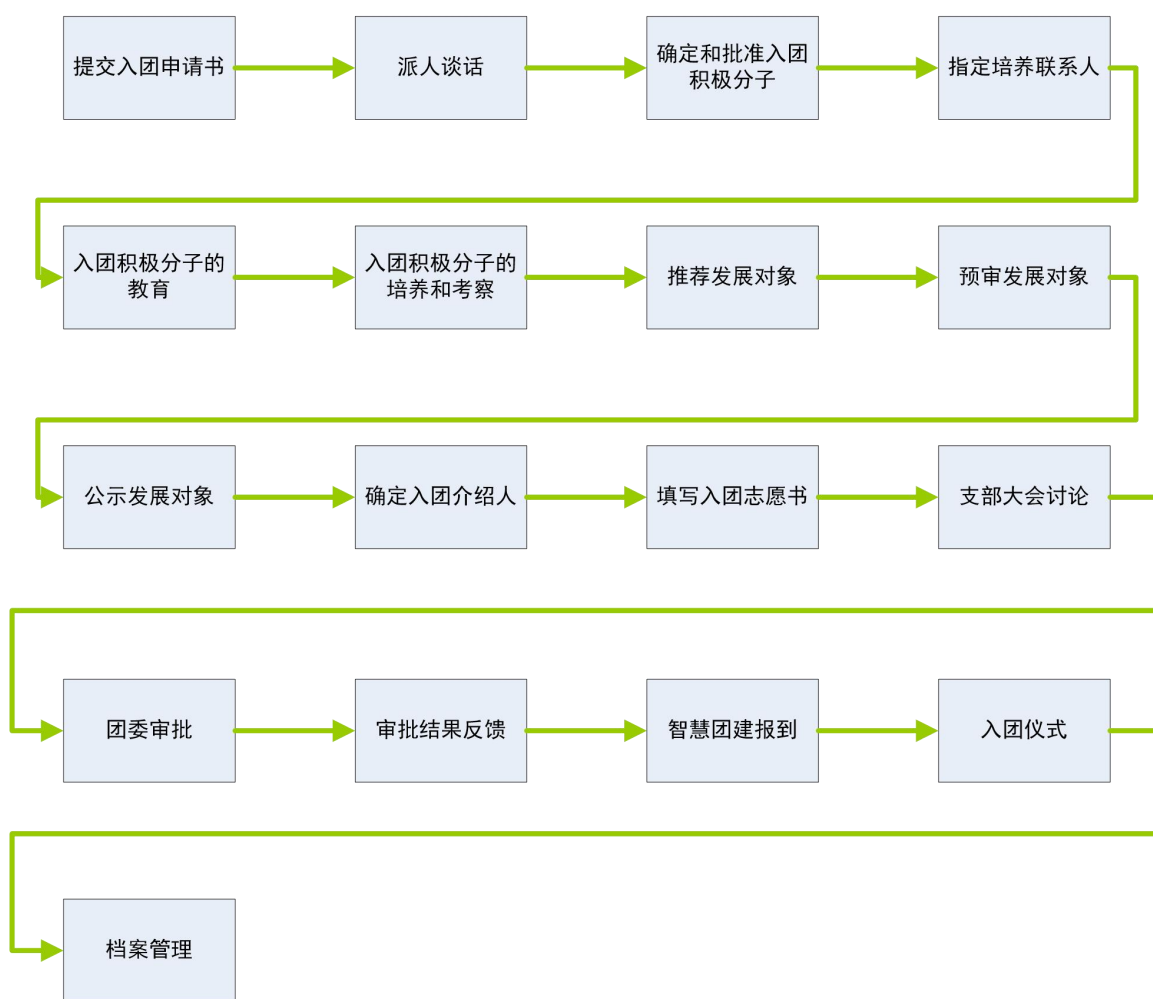 提交入团申请书
派人谈话
确定和批准入团
积极分子
指定培养联系人
入团积极分子的
教育
入团积极分子的
培养和考察
推荐发展对象
预审发展对象
公示发展对象
确定入团介绍人
填写入团志愿书
支部大会讨论
团委审批
审批结果反馈
智慧团建报到
入团仪式
档案管理